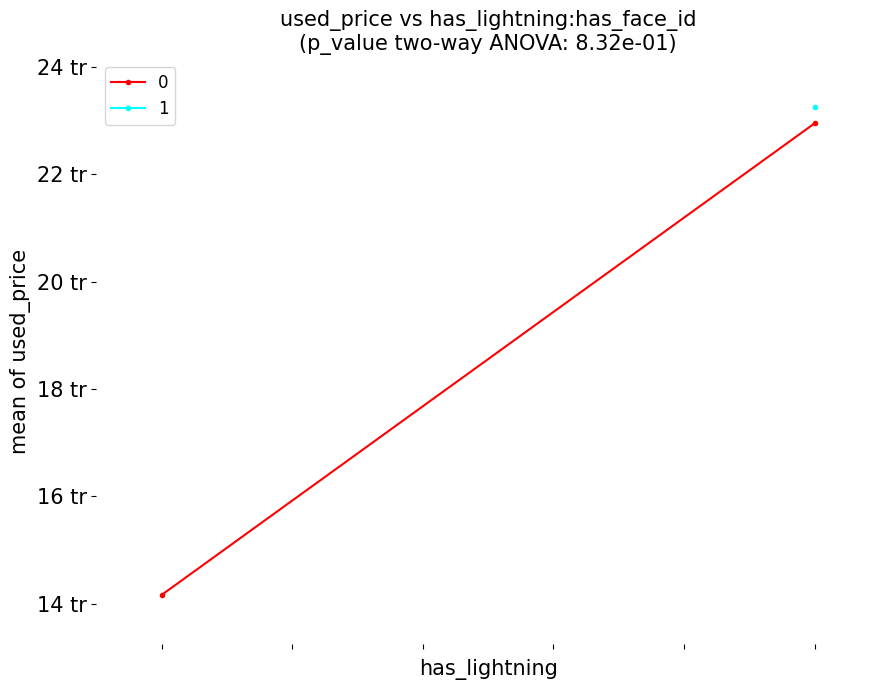 used_price vs has_lightning:has_face_id
(p_value two-way ANOVA: 8.32e-01)
24 tr
0
1
22 tr
20 tr
mean of used_price
18 tr
16 tr
14 tr
has_lightning